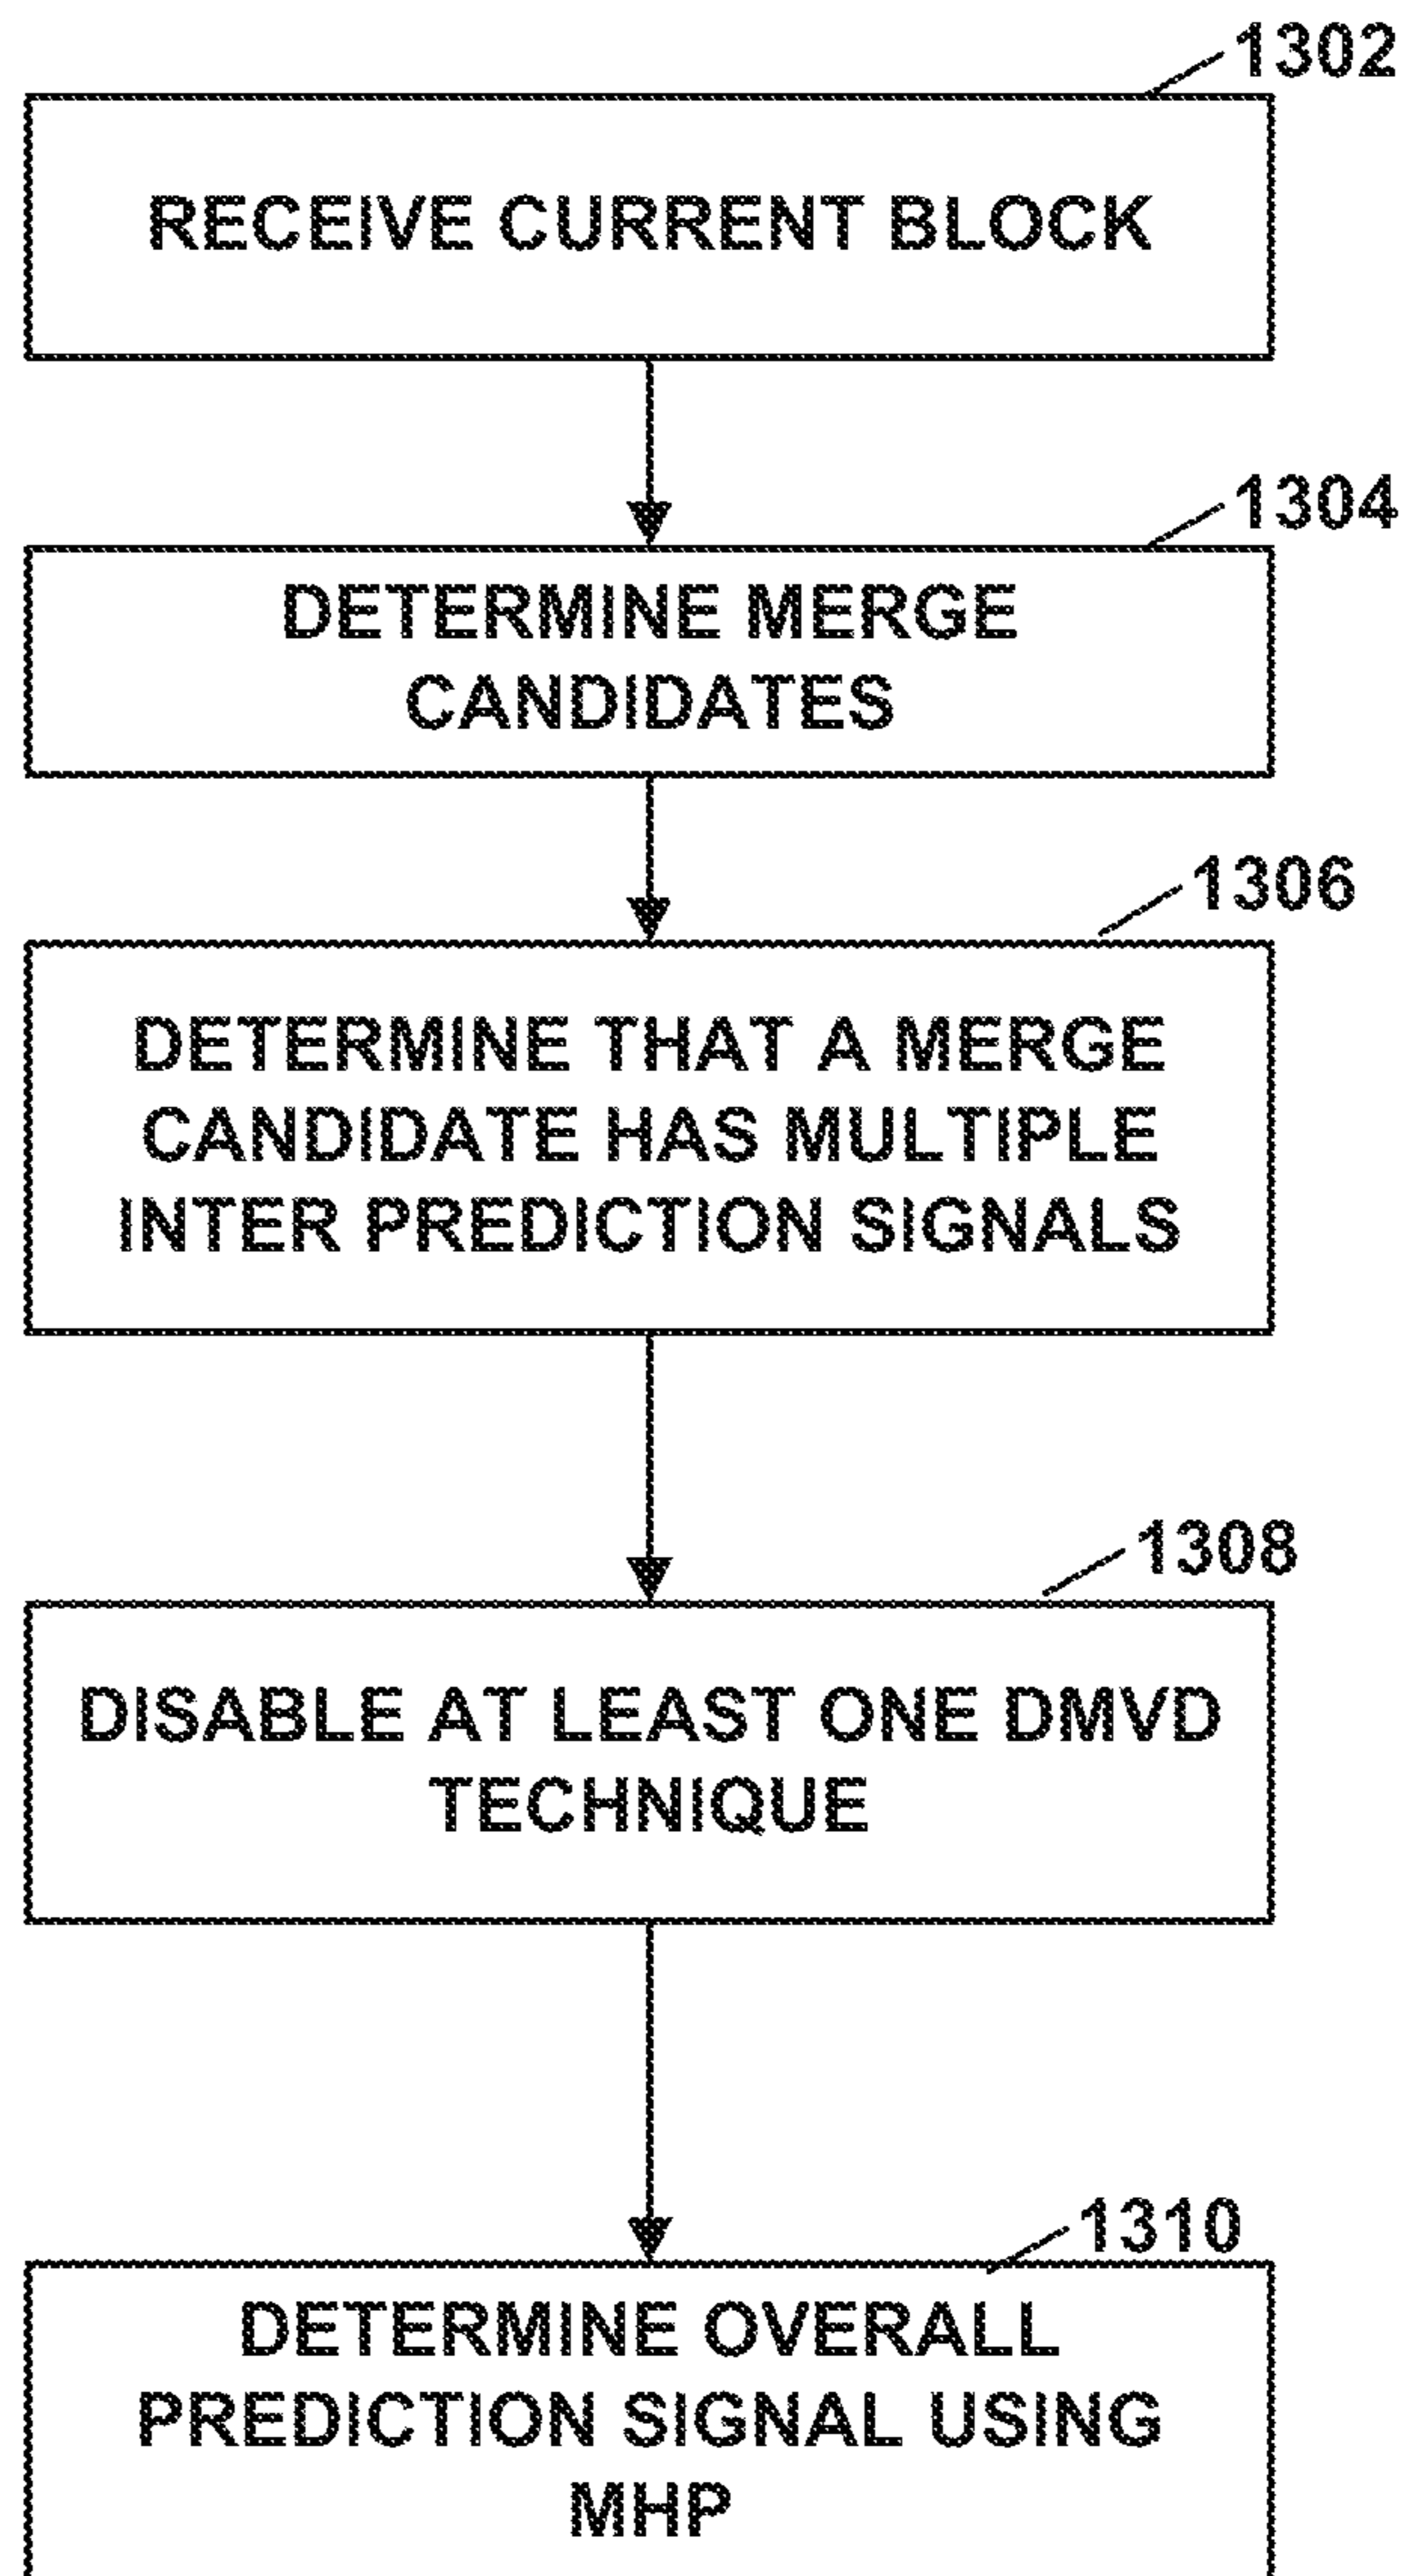 1302
RECEIVE CURRENT BLOCK
1304
DETERMINE MERGE
CANDIDATES
1306
DETERMINE THAT A MERGE
CANDIDATE HAS MULTIPLE
INTER PREDICTION SIGNALS
1308
DISABLE AT LEAST ONE DMVD
TECHNIQUE
1310
DETERMINE OVERALL
PREDICTION SIGNAL USING
MHP